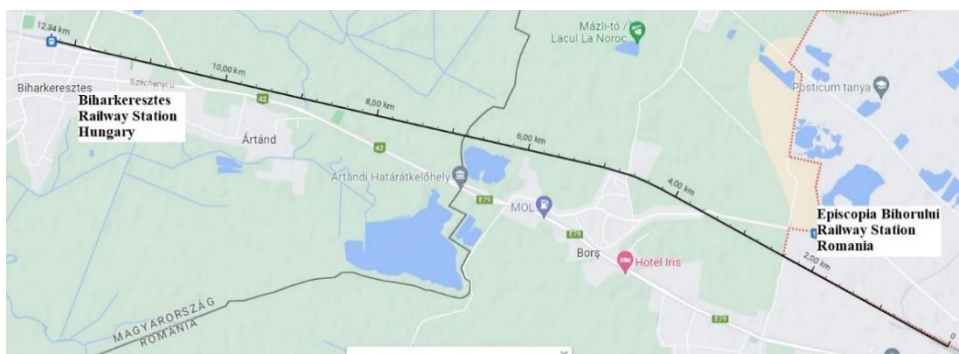 12,94 km
Biharkeresztes
Biharkeresztes
Railway Station
Hungary
Széchenyi u
10,00 km
42
Ártánd
8,00 km
42
Ártándi Határátkelőhely
E79
MAGYARORSZÁG
ROMÂNIA
Mázli-tó /
Lacul La Noroc
6,00 km
MOL
E79
Borș
Hotel Iris
E79
4,00 km
Posticum tanya
Episcopia Bihorului
Railway Station
Romania
2,00 km
0